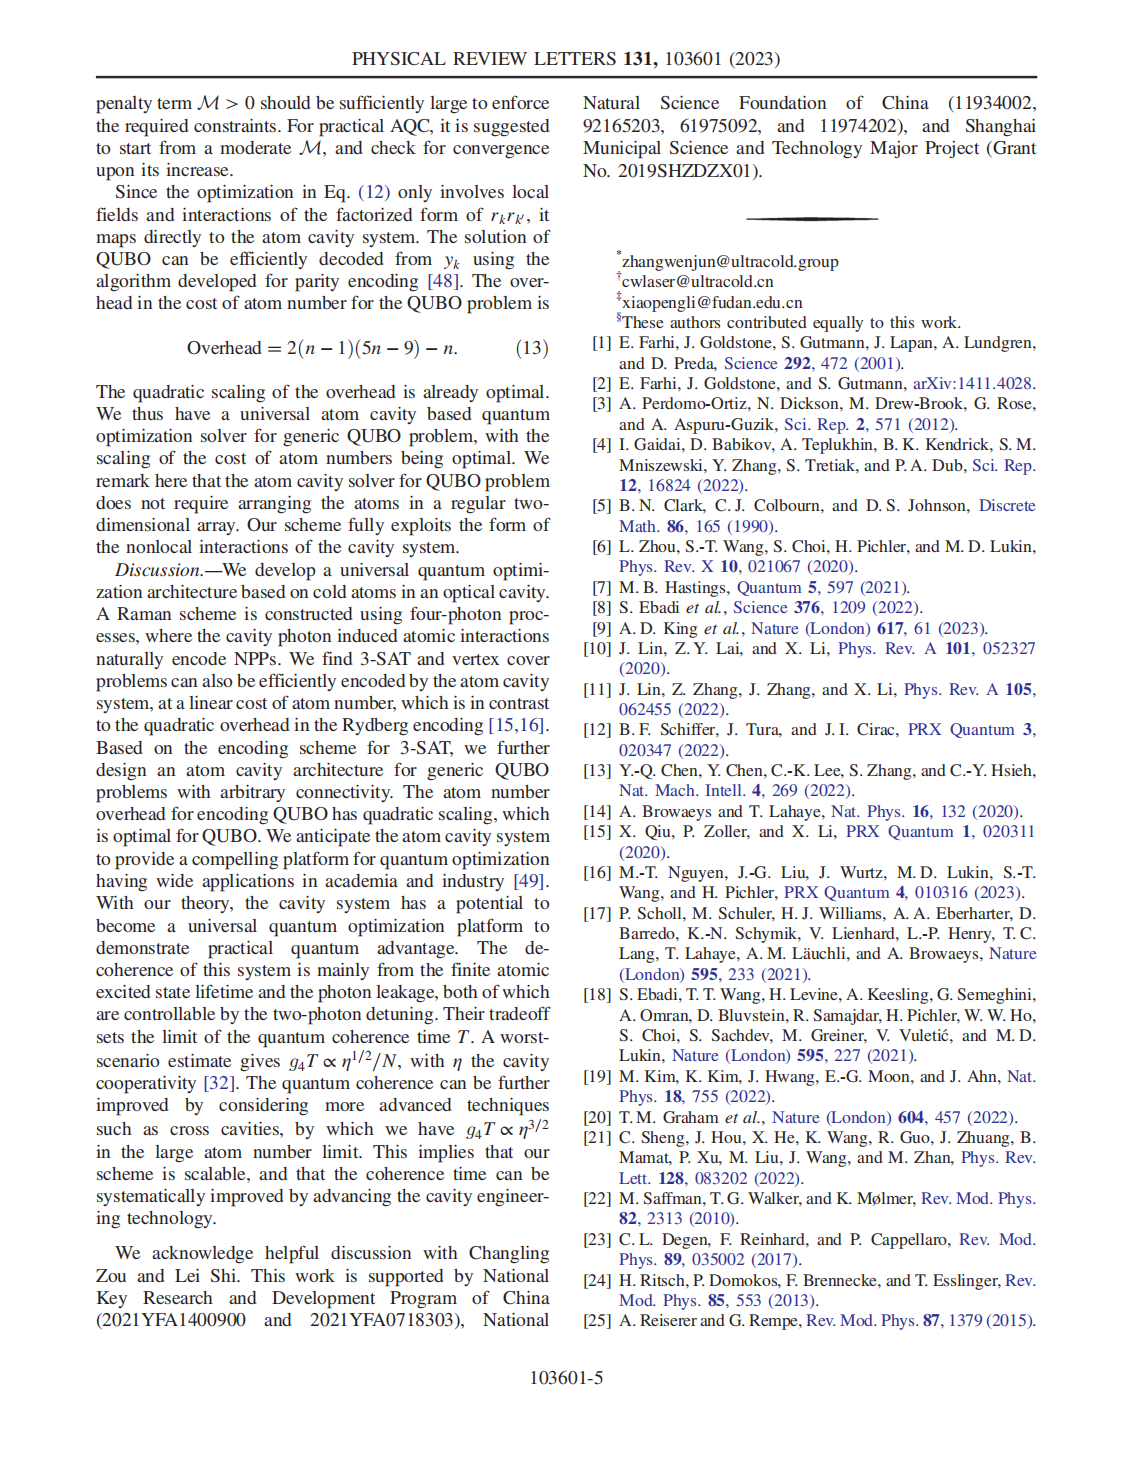 PHYSICAL REVIEW LETTERS 131, 103601 (2023)
penalty term ℳ > 0 should be sufficiently large to enforce
the required constraints. For practical AQC, it is suggested
to start from a moderate ℳ, and check for convergence
upon its increase.
Since the optimization in Eq. (12) only involves local
fields and interactions of the factorized form of r_k r_k′, it
maps directly to the atom cavity system. The solution of
QUBO can be efficiently decoded from y_k using the
algorithm developed for parity encoding [48]. The over-
head in the cost of atom number for the QUBO problem is
Overhead = 2(n − 1)(5n − 9) − n. (13)
The quadratic scaling of the overhead is already optimal.
We thus have a universal atom cavity based quantum
optimization solver for generic QUBO problem, with the
scaling of the cost of atom numbers being optimal. We
remark here that the atom cavity solver for QUBO problem
does not require arranging the atoms in a regular two-
dimensional array. Our scheme fully exploits the form of
the nonlocal interactions of the cavity system.
Discussion.—We develop a universal quantum optimi-
zation architecture based on cold atoms in an optical cavity.
A Raman scheme is constructed using four-photon proc-
esses, where the cavity photon induced atomic interactions
naturally encode NPPs. We find 3-SAT and vertex cover
problems can also be efficiently encoded by the atom cavity
system, at a linear cost of atom number, which is in contrast
to the quadratic overhead in the Rydberg encoding [15,16].
Based on the encoding scheme for 3-SAT, we further
design an atom cavity architecture for generic QUBO
problems with arbitrary connectivity. The atom number
overhead for encoding QUBO has quadratic scaling, which
is optimal for QUBO. We anticipate the atom cavity system
to provide a compelling platform for quantum optimization
having wide applications in academia and industry [49].
With our theory, the cavity system has a potential to
become a universal quantum optimization platform to
demonstrate practical quantum advantage. The de-
coherence of this system is mainly from the finite atomic
excited state lifetime and the photon leakage, both of which
are controllable by the two-photon detuning. Their tradeoff
sets the limit of the quantum coherence time T. A worst-
scenario estimate gives g₄T ∝ η^1/2/N, with η the cavity
cooperativity [32]. The quantum coherence can be further
improved by considering more advanced techniques
such as cross cavities, by which we have g₄T ∝ η^3/2
in the large atom number limit. This implies that our
scheme is scalable, and that the coherence time can be
systematically improved by advancing the cavity engineer-
ing technology.
We acknowledge helpful discussion with Changling
Zou and Lei Shi. This work is supported by National
Key Research and Development Program of China
(2021YFA1400900 and 2021YFA0718303), National
Natural Science Foundation of China (11934002,
92165203, 61975092, and 11974202), and Shanghai
Municipal Science and Technology Major Project (Grant
No. 2019SHZDZX01).
*zhangwenjun@ultracold.group
†cwlaser@ultracold.cn
‡xiaopengli@fudan.edu.cn
§These authors contributed equally to this work.
[1] E. Farhi, J. Goldstone, S. Gutmann, J. Lapan, A. Lundgren,
and D. Preda, Science 292, 472 (2001).
[2] E. Farhi, J. Goldstone, and S. Gutmann, arXiv:1411.4028.
[3] A. Perdomo-Ortiz, N. Dickson, M. Drew-Brook, G. Rose,
and A. Aspuru-Guzik, Sci. Rep. 2, 571 (2012).
[4] I. Gaidai, D. Babikov, A. Teplukhin, B. K. Kendrick, S. M.
Mniszewski, Y. Zhang, S. Tretiak, and P. A. Dub, Sci. Rep.
12, 16824 (2022).
[5] B. N. Clark, C. J. Colbourn, and D. S. Johnson, Discrete
Math. 86, 165 (1990).
[6] L. Zhou, S.-T. Wang, S. Choi, H. Pichler, and M. D. Lukin,
Phys. Rev. X 10, 021067 (2020).
[7] M. B. Hastings, Quantum 5, 597 (2021).
[8] S. Ebadi et al., Science 376, 1209 (2022).
[9] A. D. King et al., Nature (London) 617, 61 (2023).
[10] J. Lin, Z. Y. Lai, and X. Li, Phys. Rev. A 101, 052327
(2020).
[11] J. Lin, Z. Zhang, J. Zhang, and X. Li, Phys. Rev. A 105,
062455 (2022).
[12] B. F. Schiffer, J. Tura, and J. I. Cirac, PRX Quantum 3,
020347 (2022).
[13] Y.-Q. Chen, Y. Chen, C.-K. Lee, S. Zhang, and C.-Y. Hsieh,
Nat. Mach. Intell. 4, 269 (2022).
[14] A. Browaeys and T. Lahaye, Nat. Phys. 16, 132 (2020).
[15] X. Qiu, P. Zoller, and X. Li, PRX Quantum 1, 020311
(2020).
[16] M.-T. Nguyen, J.-G. Liu, J. Wurtz, M. D. Lukin, S.-T.
Wang, and H. Pichler, PRX Quantum 4, 010316 (2023).
[17] P. Scholl, M. Schuler, H. J. Williams, A. A. Eberharter, D.
Barredo, K.-N. Schymik, V. Lienhard, L.-P. Henry, T. C.
Lang, T. Lahaye, A. M. Läuchli, and A. Browaeys, Nature
(London) 595, 233 (2021).
[18] S. Ebadi, T. T. Wang, H. Levine, A. Keesling, G. Semeghini,
A. Omran, D. Bluvstein, R. Samajdar, H. Pichler, W. W. Ho,
S. Choi, S. Sachdev, M. Greiner, V. Vuletić, and M. D.
Lukin, Nature (London) 595, 227 (2021).
[19] M. Kim, K. Kim, J. Hwang, E.-G. Moon, and J. Ahn, Nat.
Phys. 18, 755 (2022).
[20] T. M. Graham et al., Nature (London) 604, 457 (2022).
[21] C. Sheng, J. Hou, X. He, K. Wang, R. Guo, J. Zhuang, B.
Mamat, P. Xu, M. Liu, J. Wang, and M. Zhan, Phys. Rev.
Lett. 128, 083202 (2022).
[22] M. Saffman, T. G. Walker, and K. Mølmer, Rev. Mod. Phys.
82, 2313 (2010).
[23] C. L. Degen, F. Reinhard, and P. Cappellaro, Rev. Mod.
Phys. 89, 035002 (2017).
[24] H. Ritsch, P. Domokos, F. Brennecke, and T. Esslinger, Rev.
Mod. Phys. 85, 553 (2013).
[25] A. Reiserer and G. Rempe, Rev. Mod. Phys. 87, 1379 (2015).
103601-5